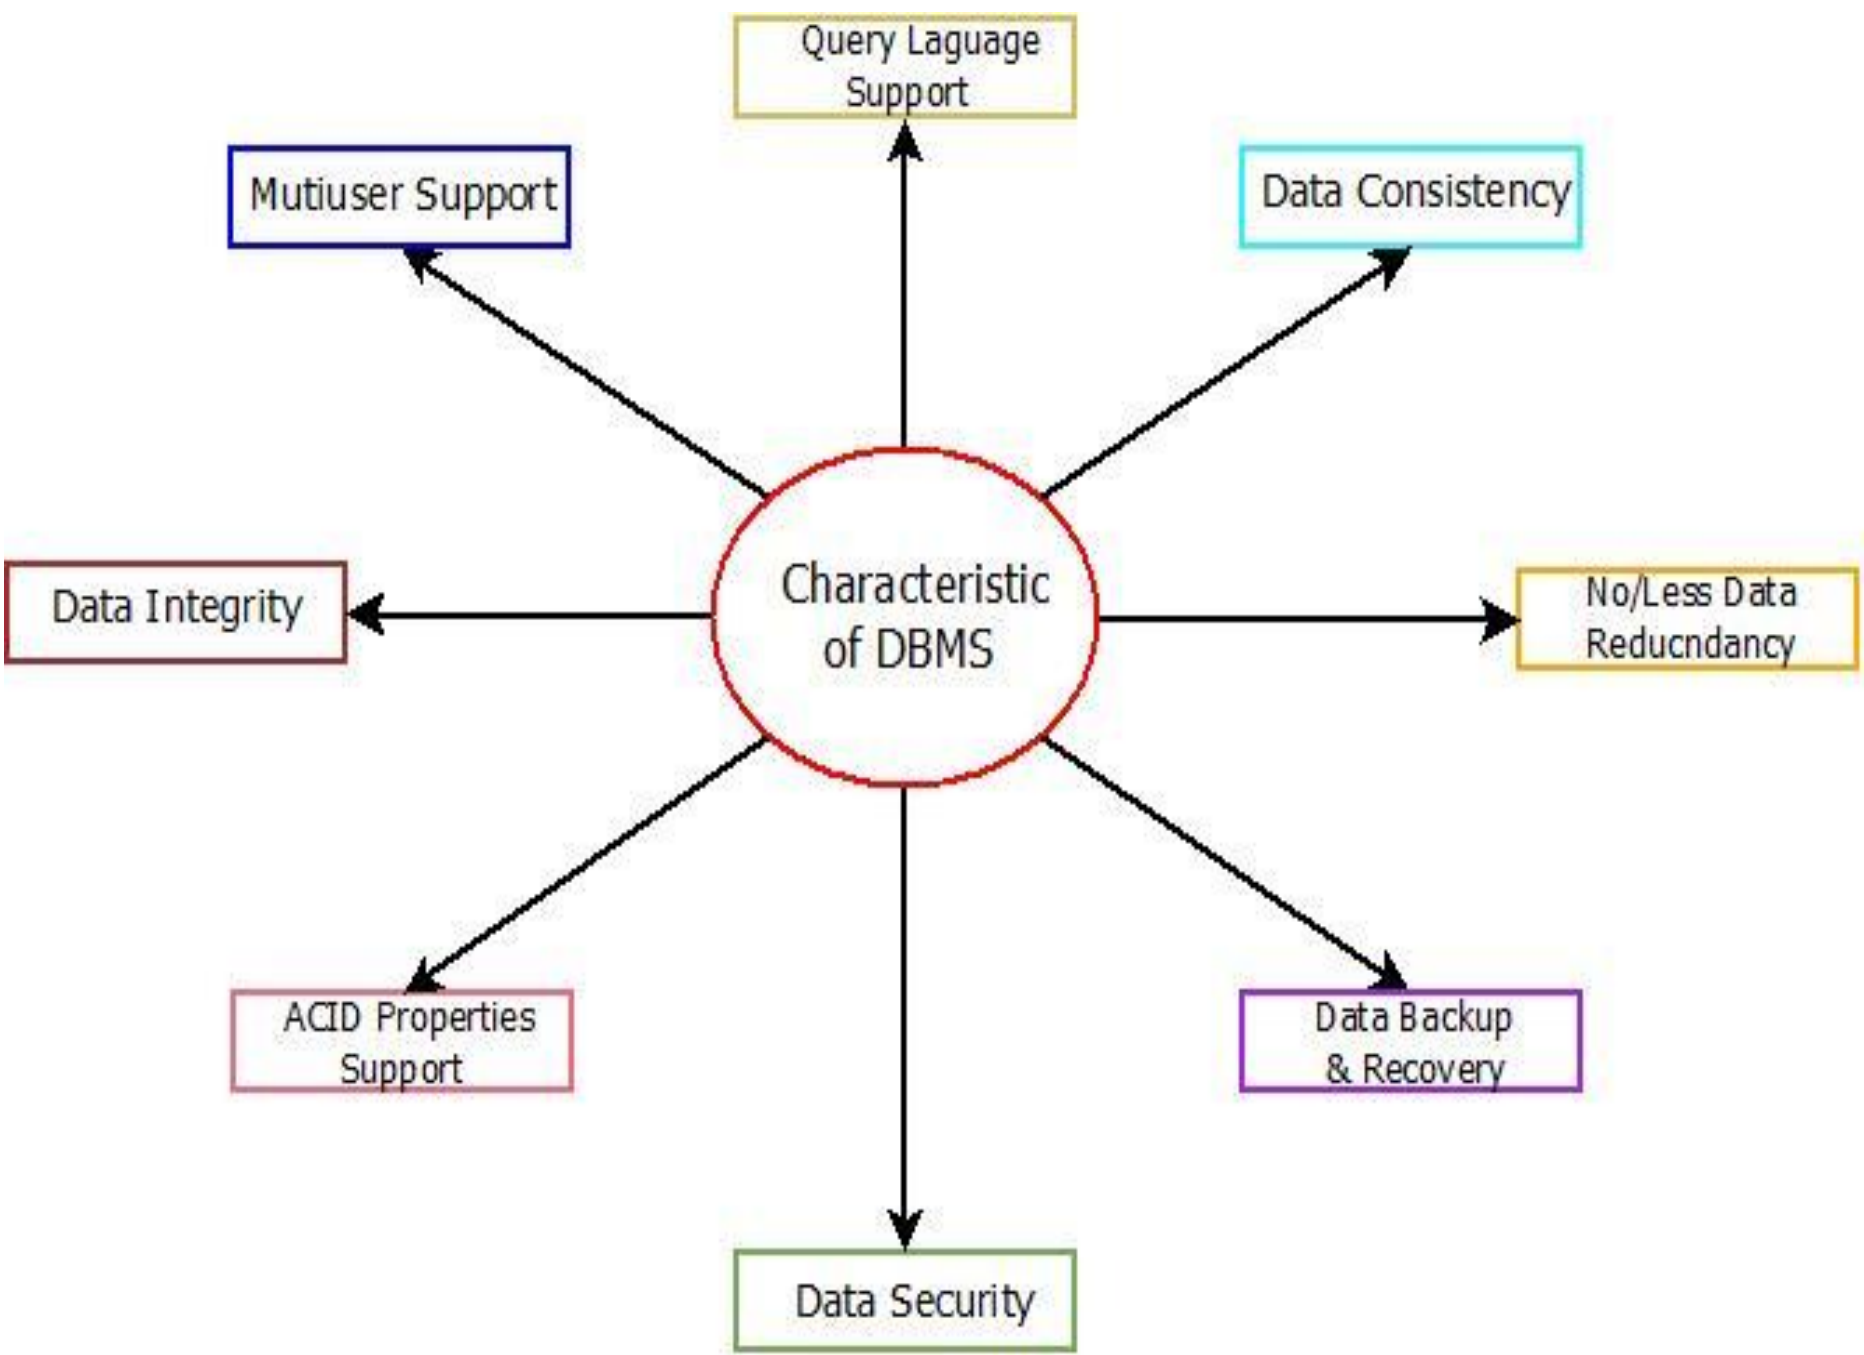 Query Laguage
Support
Mutiuser Support
Data Consistency
Data Integrity
Characteristic
of DBMS
No/Less Data
Reducndancy
ACID Properties
Support
Data Backup
& Recovery
Data Security